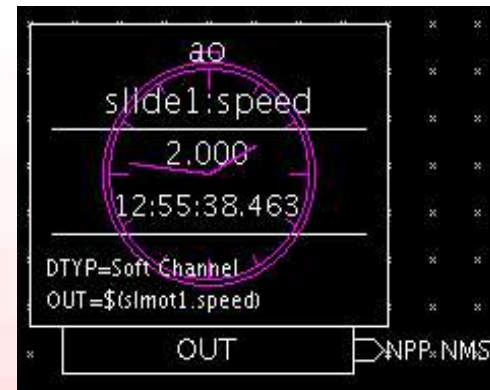 ao
slide1:speed
2.000
12:55:38.463
DTYP=Soft Channel
OUT=$(slmot1.speed)
OUT
NPP NMS